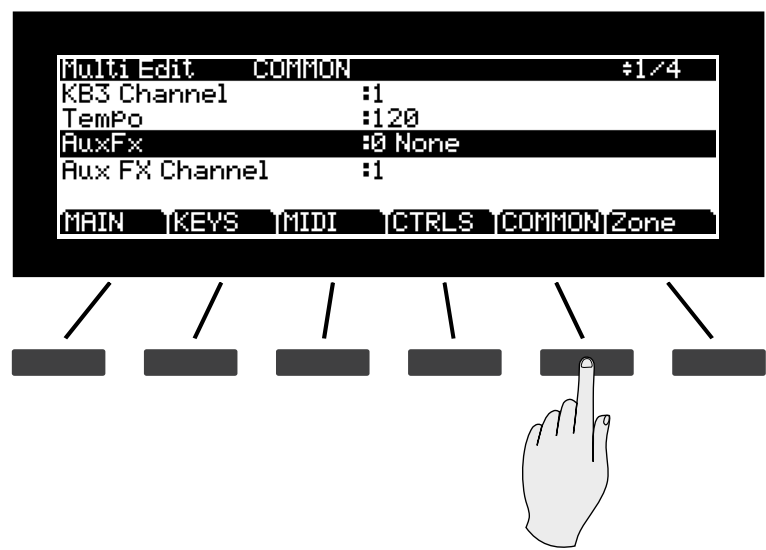 Multi Edit COMMON ♦1/4
KB3 Channel :1
Tempo :120
AuxFx :0 None
Aux FX Channel :1
MAIN KEYS MIDI CTRLS COMMON Zone